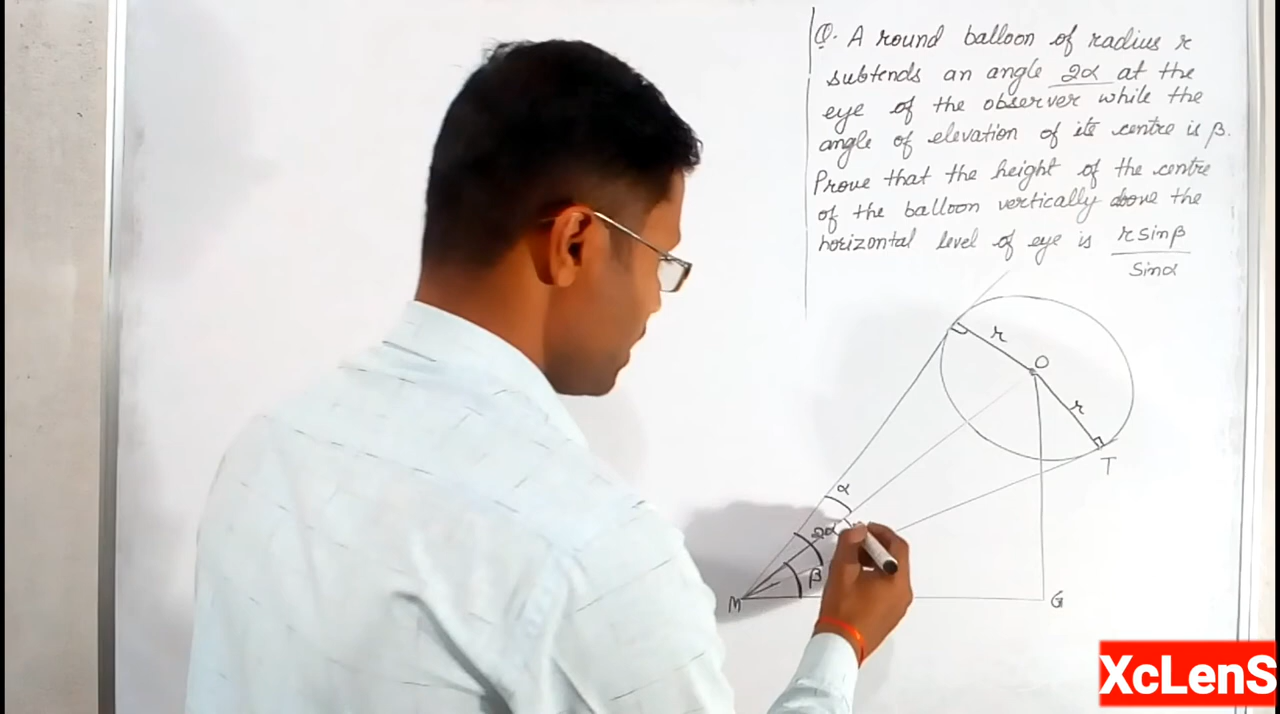 Q. A round balloon of radius r
subtends an angle 2α at the
eye of the observer while the
angle of elevation of its centre is β.
Prove that the height of the centre
of the balloon vertically above the
horizontal level of eye is r sinβ
sinα
r
O
r
T
α
2α
β
M
G
XcLenS